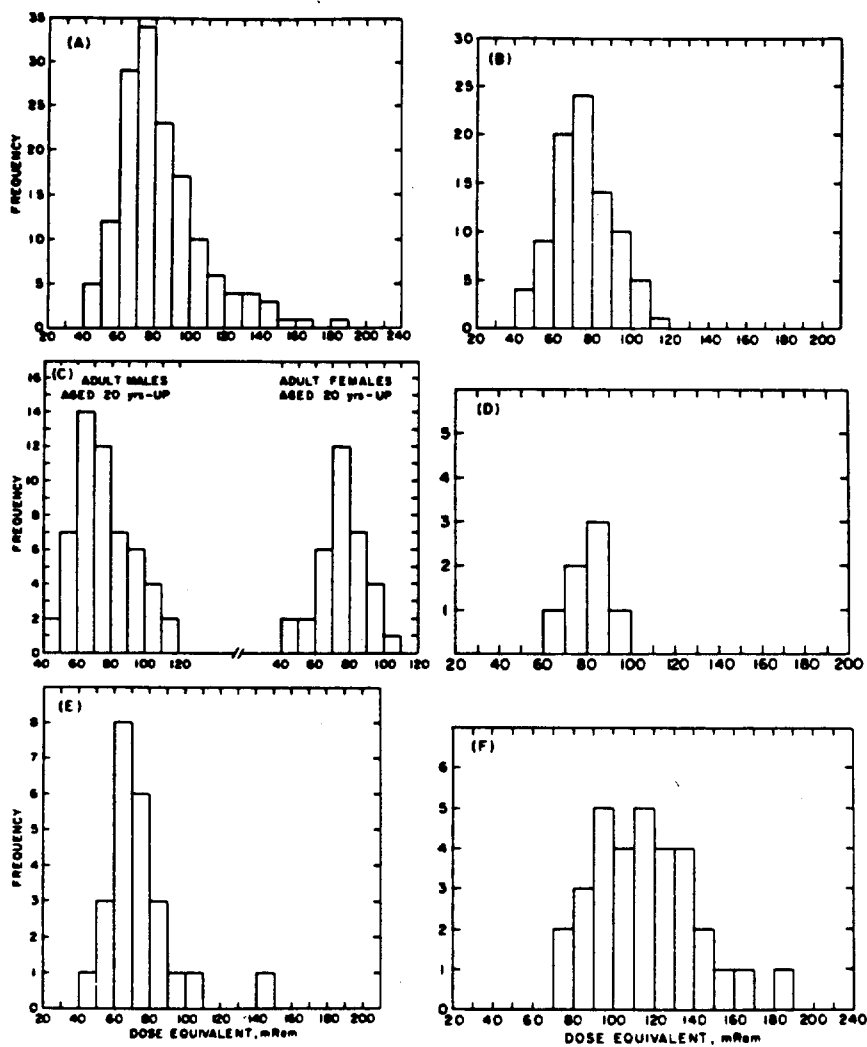 (A)
35
30
25
20
15
10
5
0
FREQUENCY
20 40 60 80 100 120 140 160 180 200 240
(B)
30
25
20
15
10
5
0
20 40 60 80 100 120 140 160 180 200
(C)
ADULT MALES
AGED 20 yrs-UP
ADULT FEMALES
AGED 20 yrs-UP
16
14
12
10
8
6
4
2
0
FREQUENCY
40 60 80 100 120 40 60 80 100 120
(D)
5
4
3
2
1
20 40 60 80 100 120 140 160 180 200
(E)
8
7
6
5
4
3
2
1
0
FREQUENCY
20 40 60 80 100 120 140 160 180 200
DOSE EQUIVALENT, mRem
(F)
6
5
4
3
2
1
0
20 40 60 80 100 120 140 160 180 200 240
DOSE EQUIVALENT, mRem